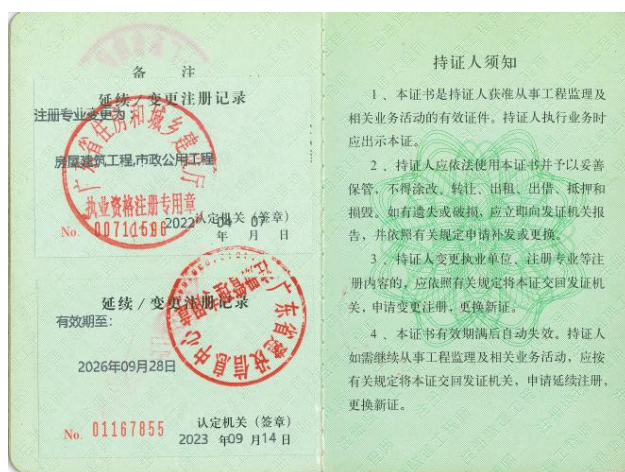 备 注
延续/变更注册记录
注册专业变更为
房屋建筑工程,市政公用工程
广东省住房和城乡建设厅
执业资格注册专用章
认定机关(签章)
No. 00711596 2022年 04月 07日
延续/变更注册记录
有效期至:
2026年09月28日
认定机关(签章)
No. 01167855 2023 年09 月14 日
持证人须知
1、本证书是持证人获准从事工程监理及
相关业务活动的有效证件。持证人执行业务时
应出示本证。
2、持证人应依法使用本证书并予以妥善
保管,不得涂改、转让、出租、出借、抵押和
损毁。如有遗失或破损,应立即向发证机关报
告,并依照有关规定申请补发或更换。
3、持证人变更执业单位、注册专业等注
册内容的,应依照有关规定将本证交回发证机
关,申请变更注册,更换新证。
4、本证书有效期满后自动失效。持证人
如需继续从事工程监理及相关业务活动,应按
有关规定将本证交回发证机关,申请延续注册,
更换新证。